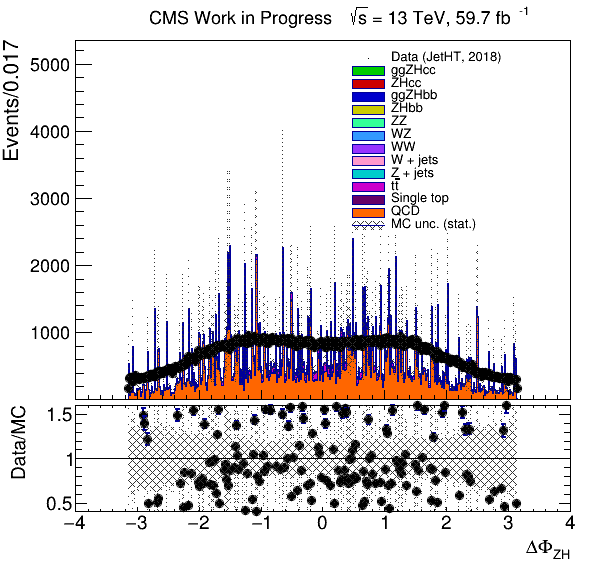 CMS Work in Progress √s = 13 TeV, 59.7 fb⁻¹
Events/0.017
5000
4000
3000
2000
1000
Data (JetHT, 2018)
ggZHcc
ZHcc
ggZHbb
ZHbb
ZZ
WZ
WW
W + jets
Z + jets
tt̄
Single top
QCD
MC unc. (stat.)
Data/MC
1.5
1
0.5
−4 −3 −2 −1 0 1 2 3 4
ΔΦ_ZH